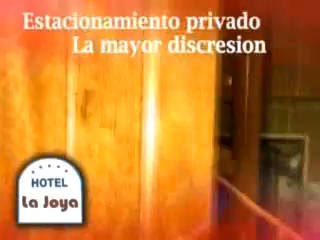 Estacionamiento privado
La mayor discresion
HOTEL
La Joya